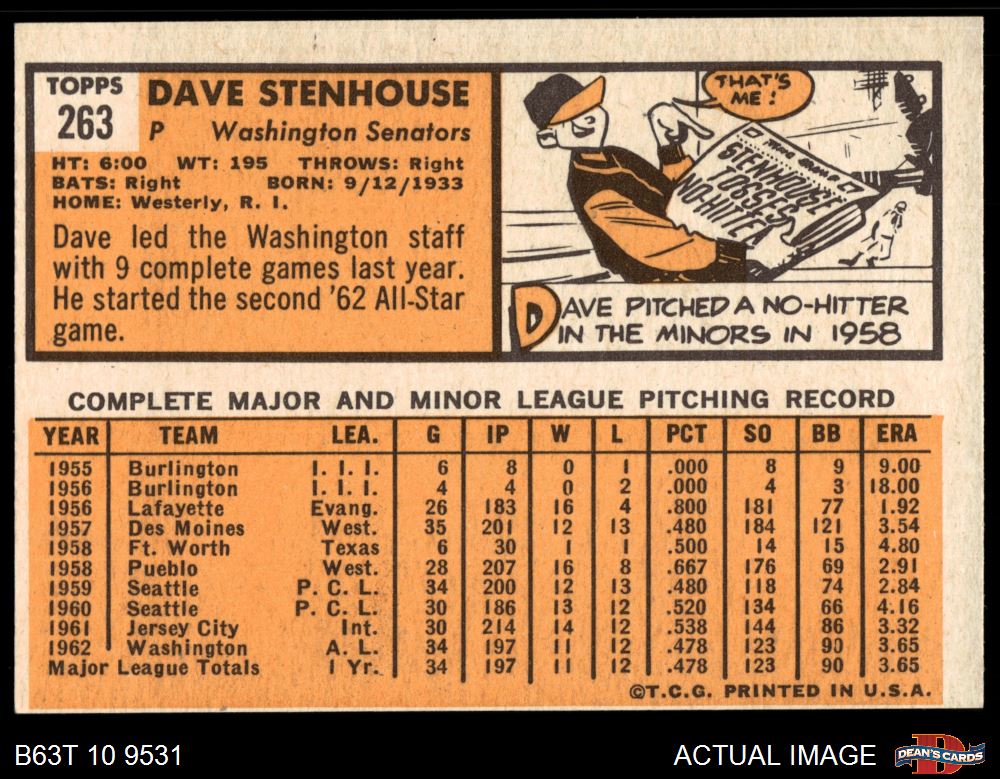 TOPPS
263
DAVE STENHOUSE
P Washington Senators
HT: 6:00 WT: 195 THROWS: Right
BATS: Right BORN: 9/12/1933
HOME: Westerly, R. I.
Dave led the Washington staff
with 9 complete games last year.
He started the second '62 All-Star
game.
THAT'S
ME!
STENHOUSE
TOSSES
NO-HITTER
DAVE PITCHED A NO-HITTER
IN THE MINORS IN 1958
COMPLETE MAJOR AND MINOR LEAGUE PITCHING RECORD
YEAR TEAM LEA. G IP W L PCT SO BB ERA
1955 Burlington I. I. I. 6 8 0 1 .000 8 9 9.00
1956 Burlington I. I. I. 4 4 0 2 .000 4 3 18.00
1956 Lafayette Evang. 26 183 16 4 .800 181 77 1.92
1957 Des Moines West. 35 201 12 13 .480 184 121 3.54
1958 Ft. Worth Texas 6 30 1 1 .500 14 15 4.80
1958 Pueblo West. 28 207 16 8 .667 176 69 2.91
1959 Seattle P. C. L. 34 200 12 13 .480 118 74 2.84
1960 Seattle P. C. L. 30 186 13 12 .520 134 66 4.16
1961 Jersey City Int. 30 214 14 12 .538 144 86 3.32
1962 Washington A. L. 34 197 11 12 .478 123 90 3.65
Major League Totals 1 Yr. 34 197 11 12 .478 123 90 3.65
©T.C.G. PRINTED IN U.S.A.
B63T 10 9531
ACTUAL IMAGE
DEAN'S CARDS